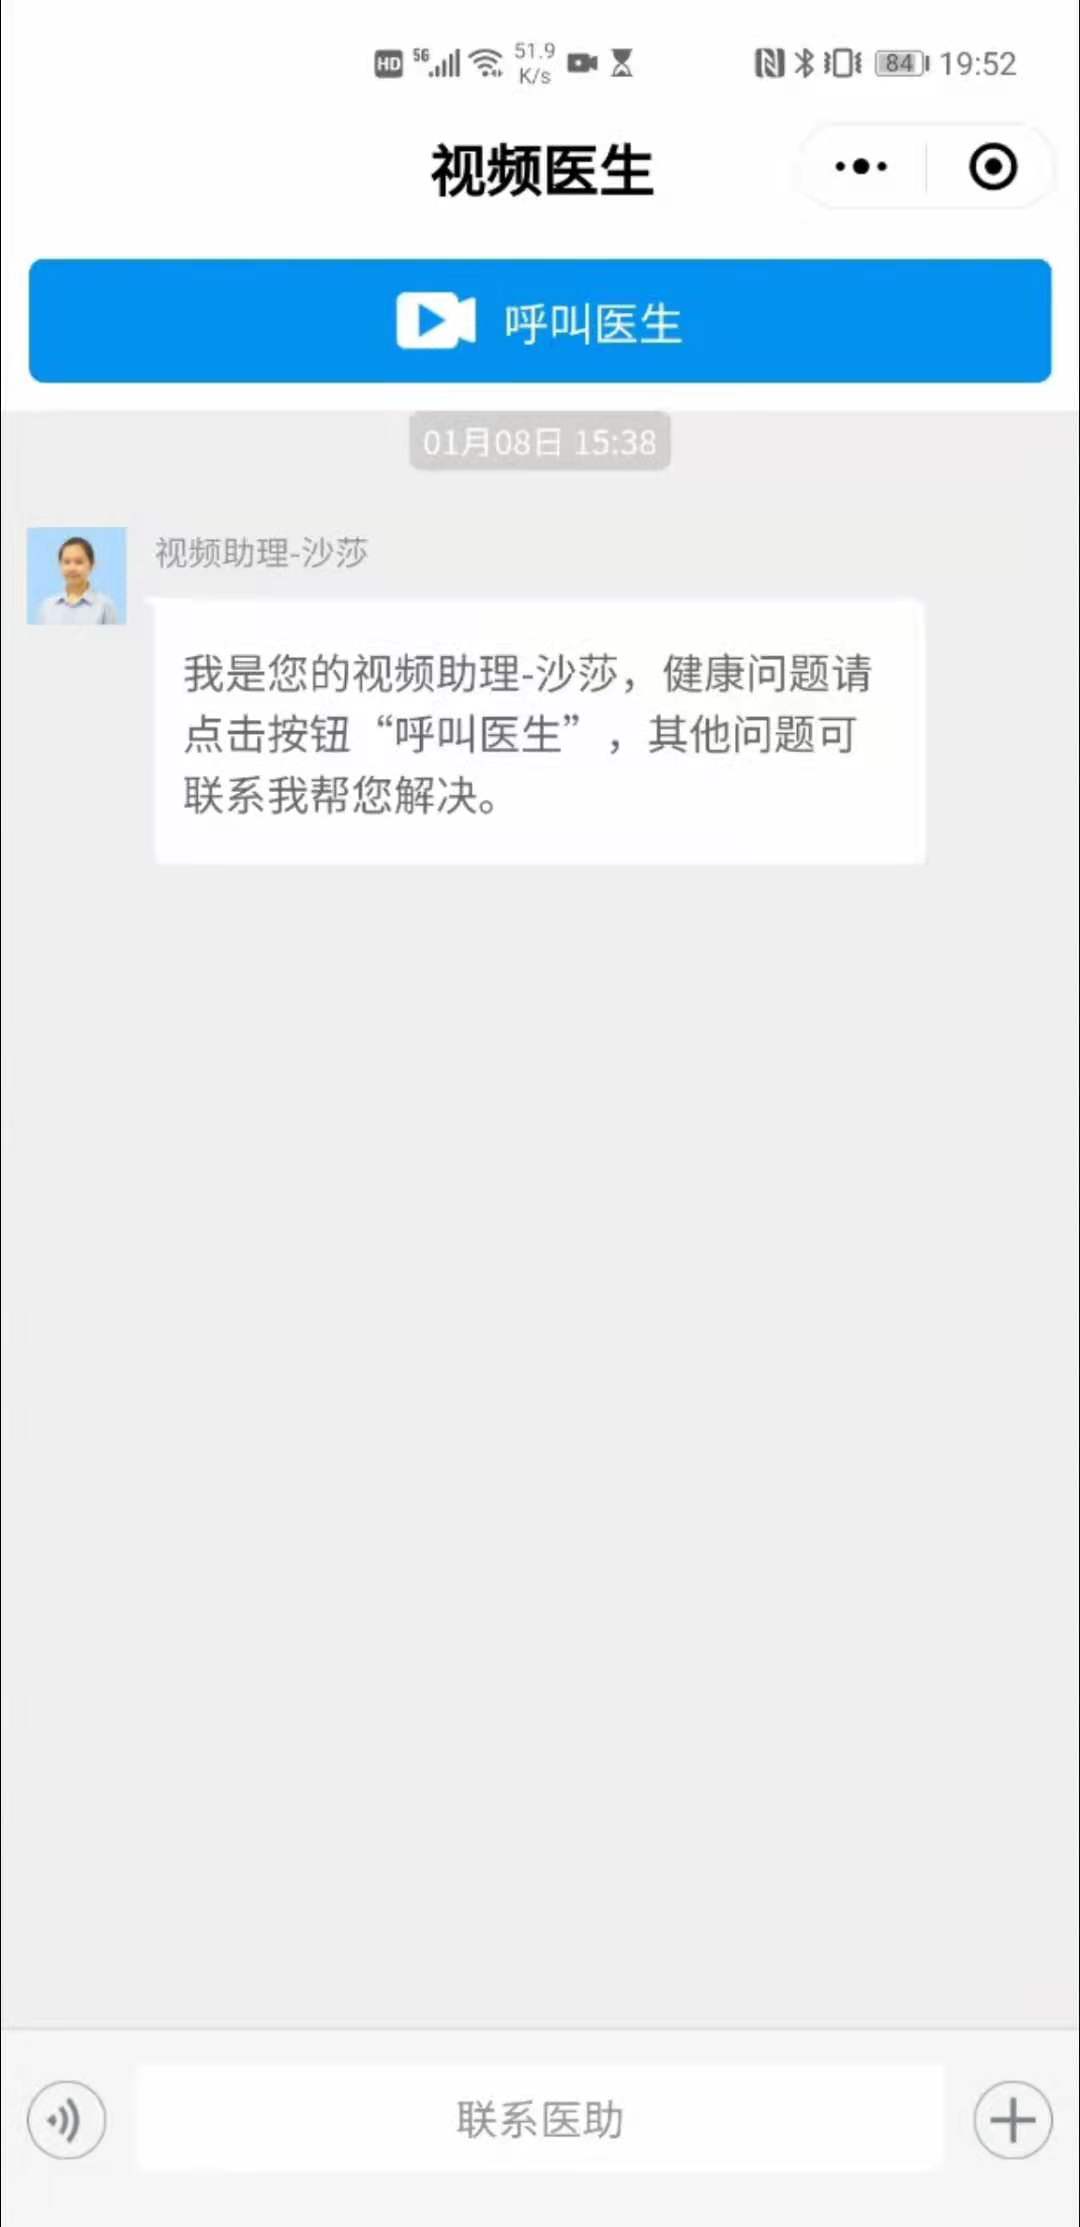 HD 5G 51.9 K/s 84 19:52
视频医生
呼叫医生
01月08日 15:38
视频助理-沙莎
我是您的视频助理-沙莎，健康问题请
点击按钮“呼叫医生”，其他问题可
联系我帮您解决。
联系医助